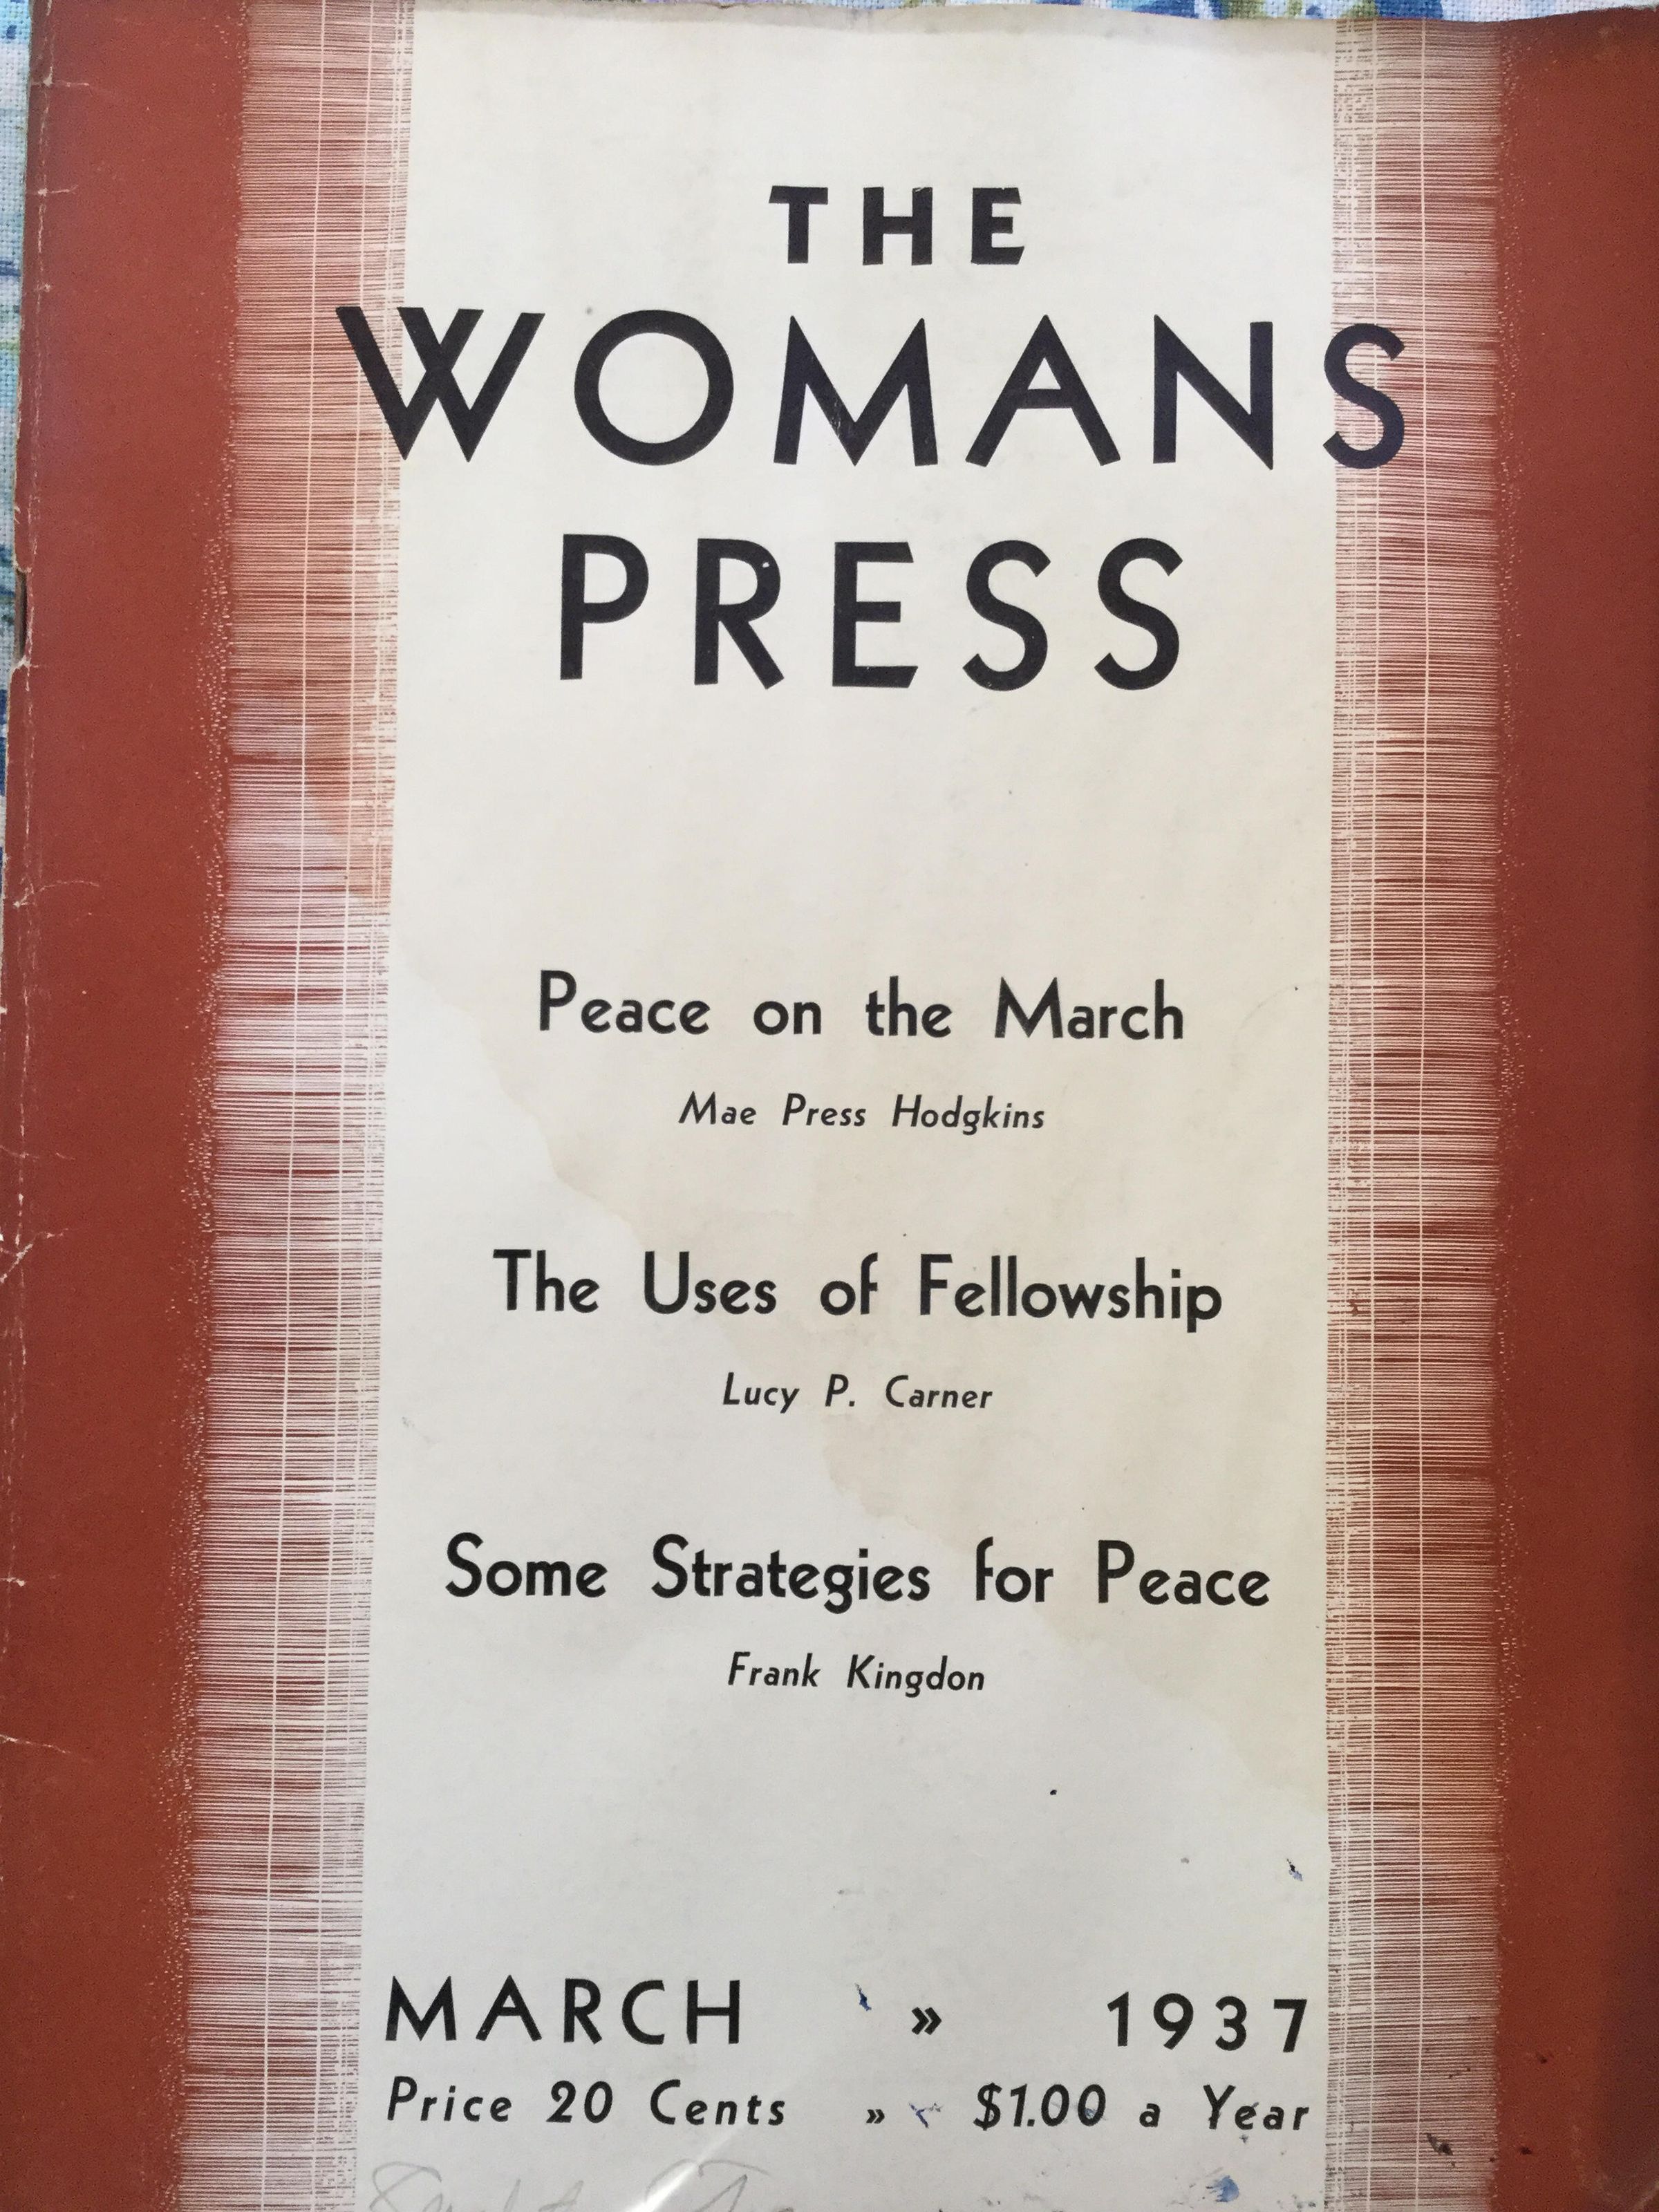 THE
WOMANS
PRESS
Peace on the March
Mae Press Hodgkins
The Uses of Fellowship
Lucy P. Carner
Some Strategies for Peace
Frank Kingdon
MARCH » 1937
Price 20 Cents » $1.00 a Year